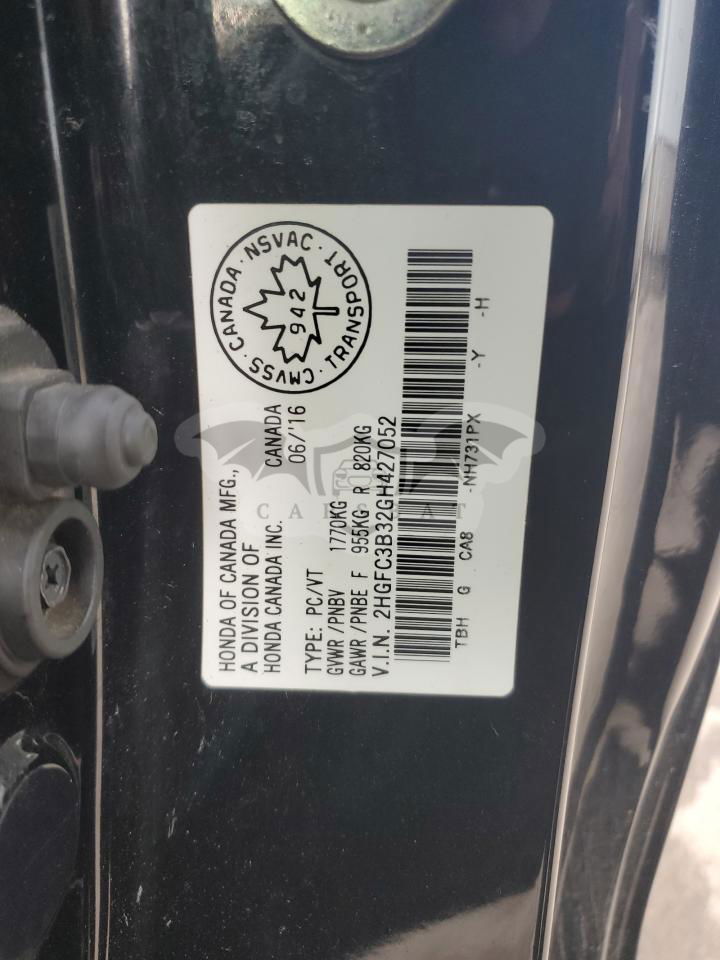 HONDA OF CANADA MFG.,
A DIVISION OF
HONDA CANADA INC. CANADA
06/'16
TYPE: PC/VT
GVWR /PNBV 1770KG
GAWR /PNBE F 955KG R 820KG
V.I.N. 2HGFC3B32GH427052
TBH G CA8 -NH731PX -Y -H
CMVSS · CANADA · NSVAC · TRANSPORT ·
942